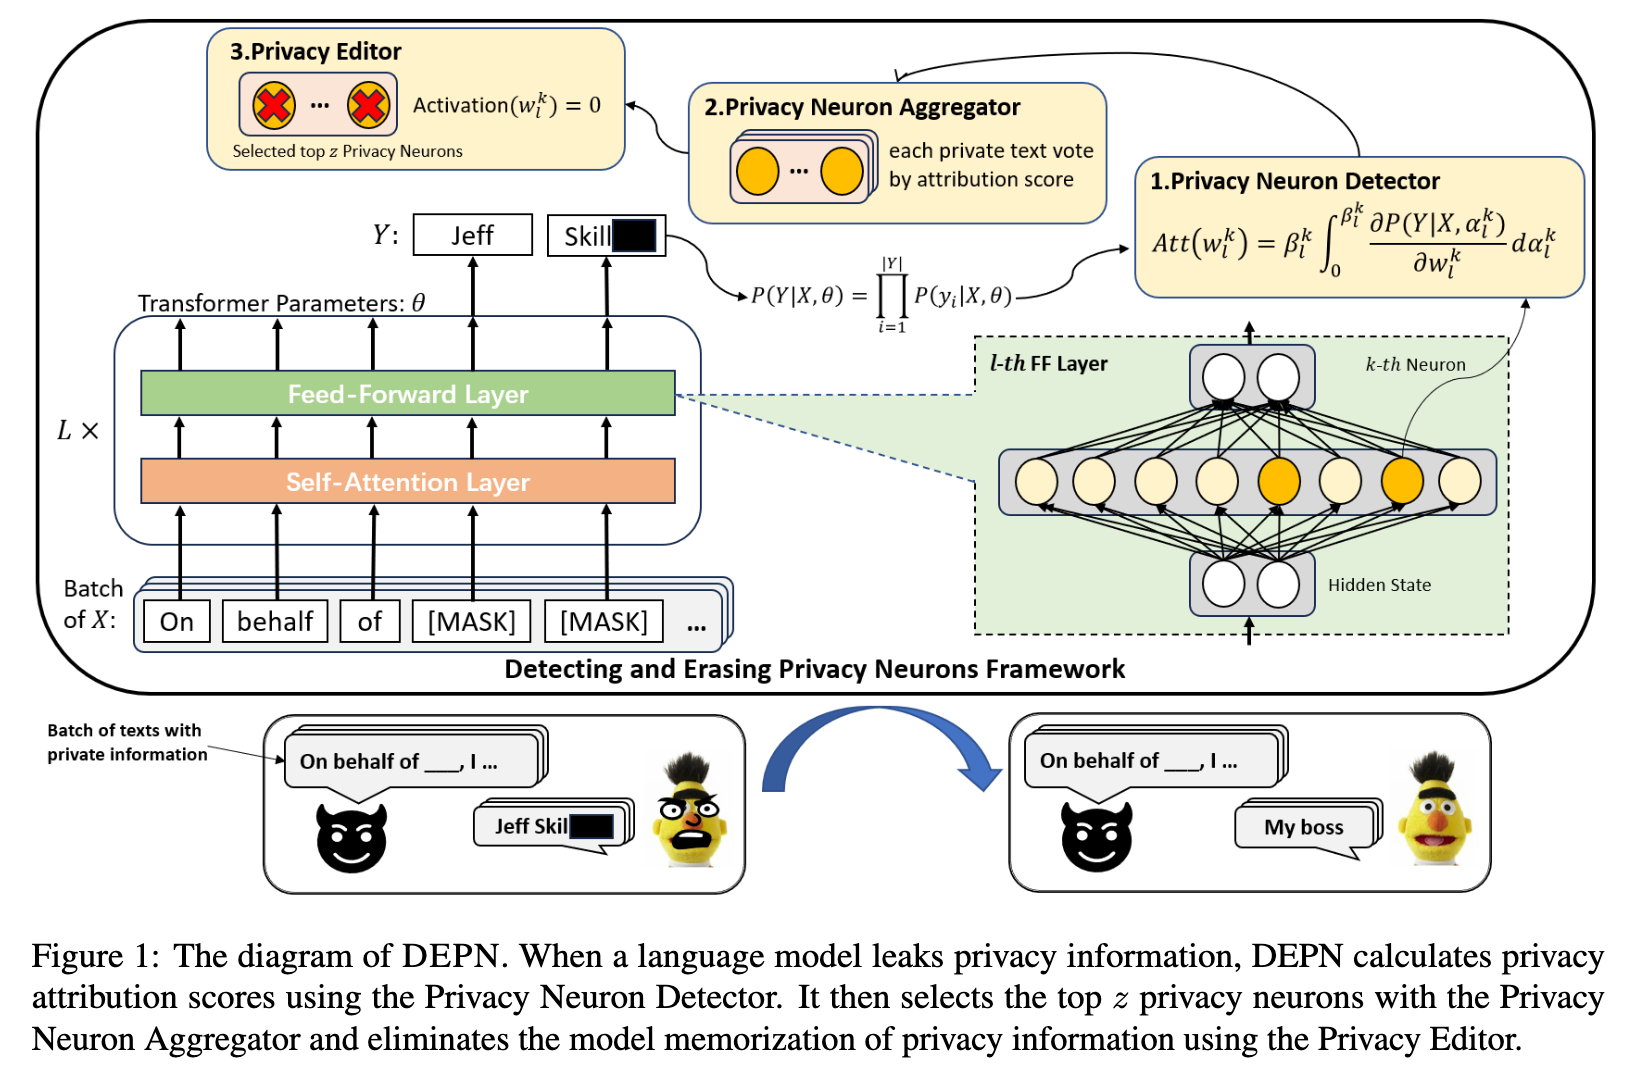 3.Privacy Editor
Activation(w_l^k) = 0
Selected top z Privacy Neurons
2.Privacy Neuron Aggregator
each private text vote
by attribution score
1.Privacy Neuron Detector
Att(w_l^k) = β_l^k ∫_0^{β_l^k} ∂P(Y|X, α_l^k) / ∂w_l^k dα_l^k
Y: Jeff Skill
P(Y|X, θ) = ∏_{i=1}^{|Y|} P(y_i|X, θ)
Transformer Parameters: θ
Feed-Forward Layer
L ×
Self-Attention Layer
l-th FF Layer
k-th Neuron
Hidden State
Batch
of X:
On behalf of [MASK] [MASK] ...
Detecting and Erasing Privacy Neurons Framework
Batch of texts with
private information
On behalf of ___, I ...
Jeff Skil
On behalf of ___, I ...
My boss
Figure 1: The diagram of DEPN. When a language model leaks privacy information, DEPN calculates privacy
attribution scores using the Privacy Neuron Detector. It then selects the top z privacy neurons with the Privacy
Neuron Aggregator and eliminates the model memorization of privacy information using the Privacy Editor.